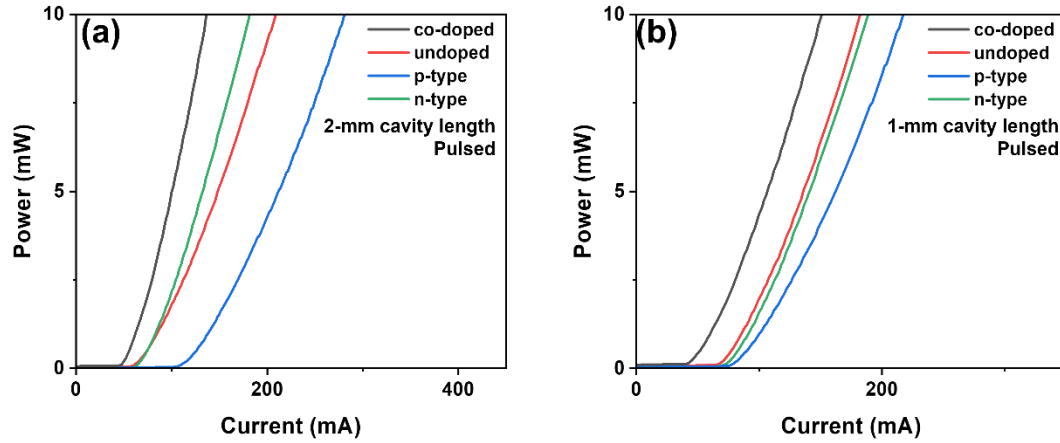 (a)
co-doped
undoped
p-type
n-type
2-mm cavity length
Pulsed
10
5
0
Power (mW)
0
200
400
Current (mA)
(b)
co-doped
undoped
p-type
n-type
1-mm cavity length
Pulsed
10
5
0
Power (mW)
0
200
Current (mA)